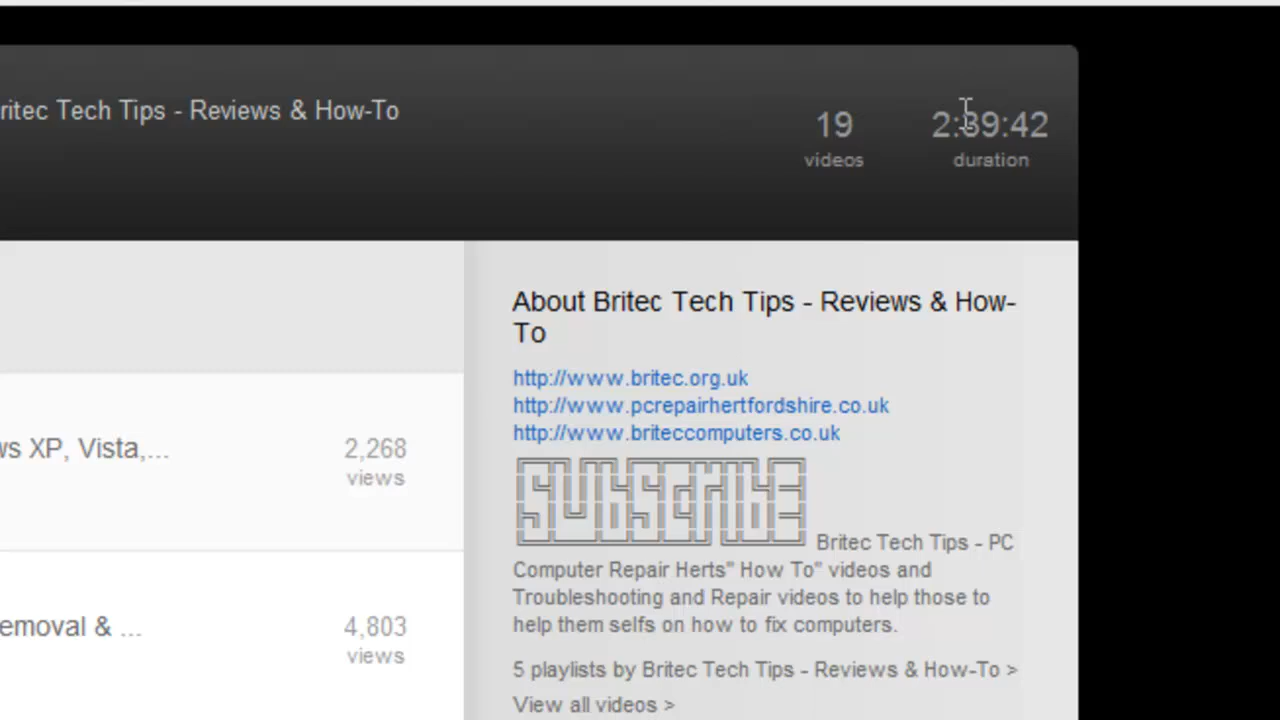 ritec Tech Tips - Reviews & How-To
19
videos
2:39:42
duration
About Britec Tech Tips - Reviews & How-
To
http://www.britec.org.uk
http://www.pcrepairhertfordshire.co.uk
http://www.briteccomputers.co.uk
SUBSCRIBE
Britec Tech Tips - PC
Computer Repair Herts" How To" videos and
Troubleshooting and Repair videos to help those to
help them selfs on how to fix computers.
5 playlists by Britec Tech Tips - Reviews & How-To >
View all videos >
ws XP, Vista,...
2,268
views
emoval & ...
4,803
views